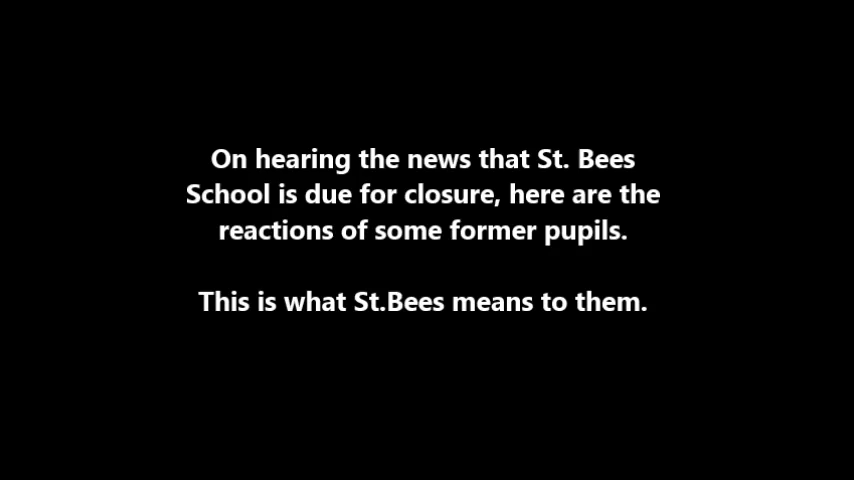 On hearing the news that St. Bees
School is due for closure, here are the
reactions of some former pupils.
This is what St.Bees means to them.